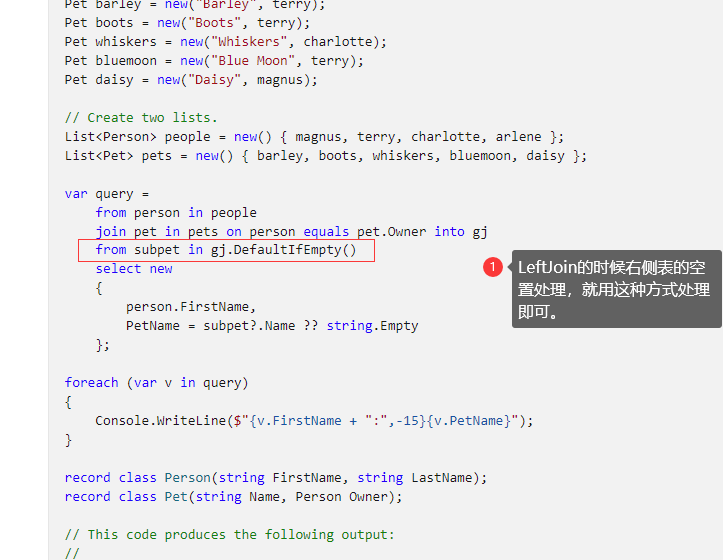 Pet barley = new("Barley", terry);
Pet boots = new("Boots", terry);
Pet whiskers = new("Whiskers", charlotte);
Pet bluemoon = new("Blue Moon", terry);
Pet daisy = new("Daisy", magnus);
// Create two lists.
List<Person> people = new() { magnus, terry, charlotte, arlene };
List<Pet> pets = new() { barley, boots, whiskers, bluemoon, daisy };
var query =
from person in people
join pet in pets on person equals pet.Owner into gj
from subpet in gj.DefaultIfEmpty()
select new
{
person.FirstName,
PetName = subpet?.Name ?? string.Empty
};
1
LeftJoin的时候右侧表的空
置处理，就用这种方式处理
即可。
foreach (var v in query)
{
Console.WriteLine($"{v.FirstName + ":",-15}{v.PetName}");
}
record class Person(string FirstName, string LastName);
record class Pet(string Name, Person Owner);
// This code produces the following output:
//